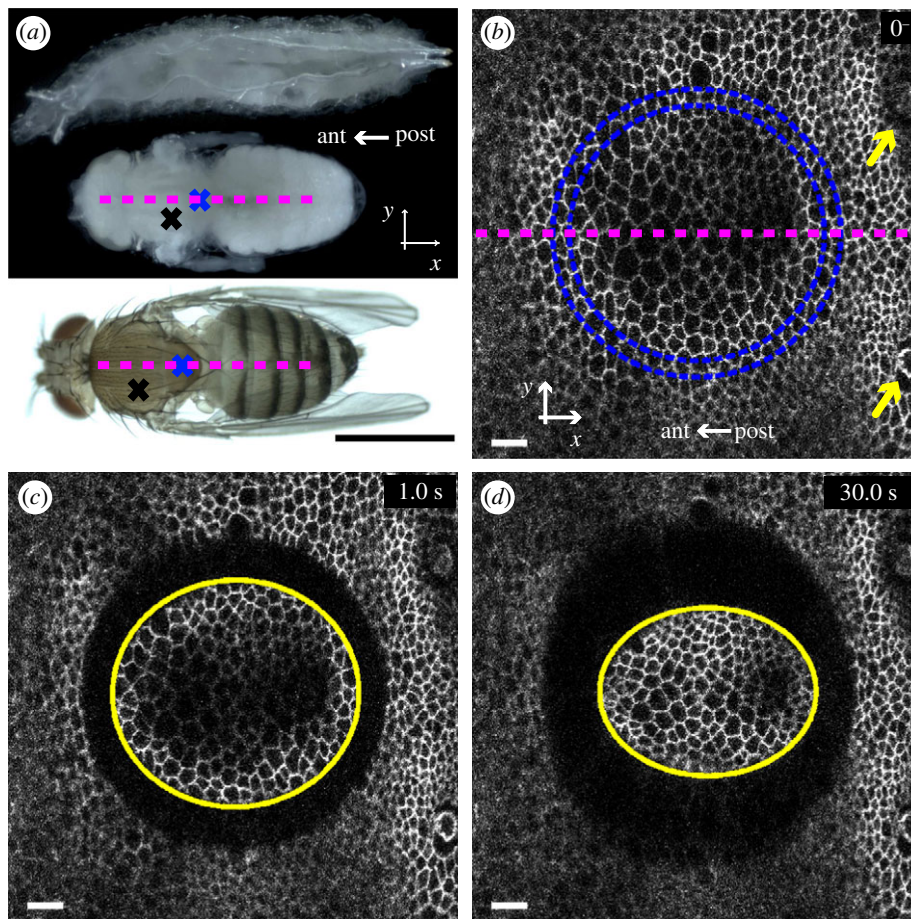 (a)
ant ← post
y
x
(b)
0⁻
y
x
ant ← post
(c)
1.0 s
(d)
30.0 s